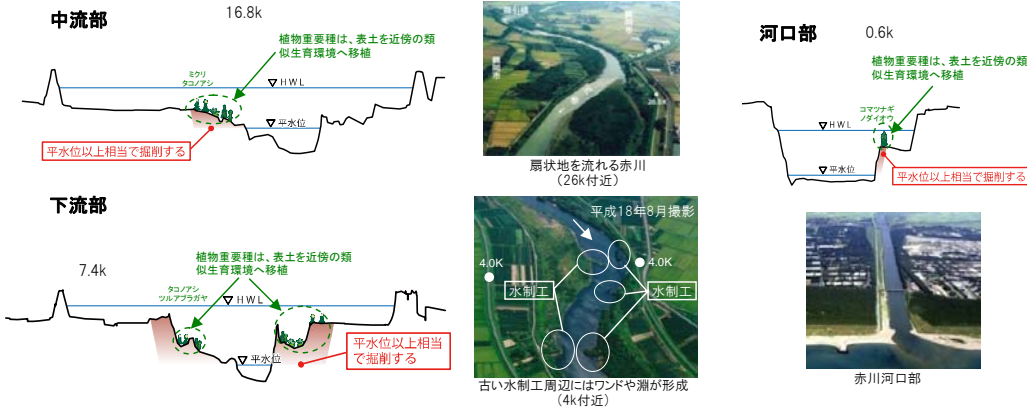 中流部
16.8k
植物重要種は、表土を近傍の類
似生育環境へ移植
ミクリ
タコノアシ
HWL
平水位
平水位以上相当で掘削する
扇状地を流れる赤川
(26k付近)
河口部
0.6k
植物重要種は、表土を近傍の類
似生育環境へ移植
コマツナギ
ノダイオウ
HWL
平水位
平水位以上相当で掘削する
下流部
7.4k
植物重要種は、表土を近傍の類
似生育環境へ移植
タコノアシ
ツルアブラガヤ
HWL
平水位
平水位以上相当
で掘削する
平成18年8月撮影
4.0K
4.0K
水制工
水制工
古い水制工周辺にはワンドや淵が形成
(4k付近)
赤川河口部